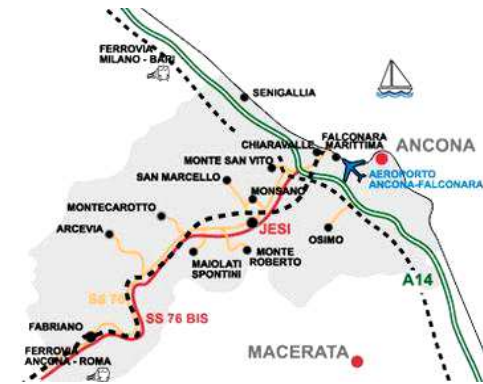 FERROVIA
MILANO - BARI
SENIGALLIA
CHIARAVALLE
FALCONARA
MARITTIMA
ANCONA
MONTE SAN VITO
AEROPORTO
ANCONA-FALCONARA
SAN MARCELLO
MONSANO
MONTECAROTTO
JESI
ARCEVIA
OSIMO
MAIOLATI
SPONTINI
MONTE
ROBERTO
A14
SS 76
SS 76 BIS
FABRIANO
FERROVIA
ANCONA - ROMA
MACERATA